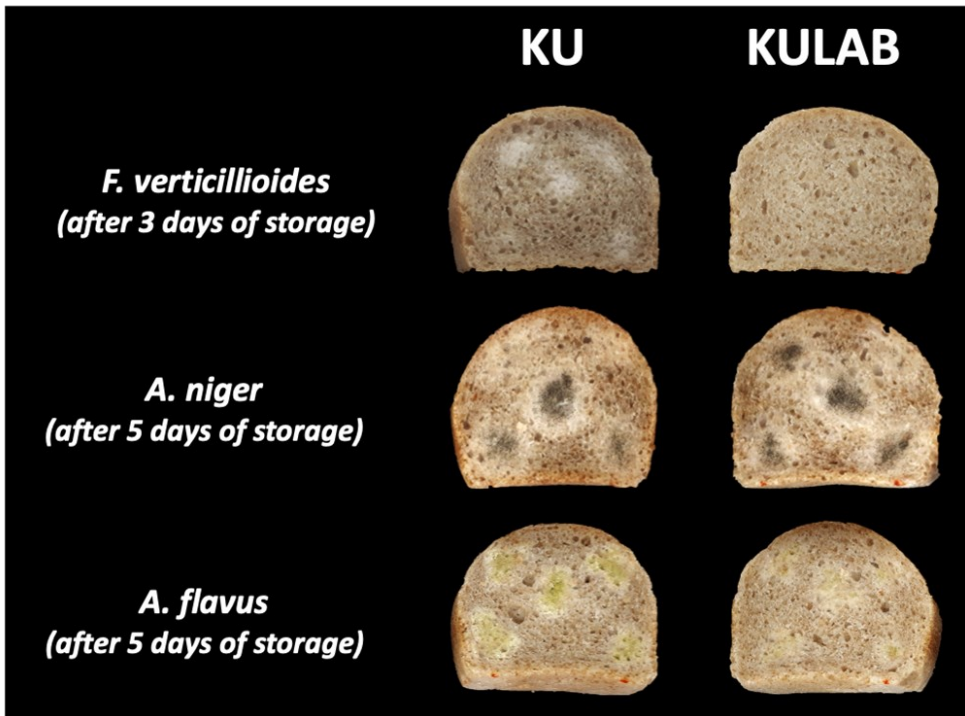 KU KULAB
F. verticillioides
(after 3 days of storage)
A. niger
(after 5 days of storage)
A. flavus
(after 5 days of storage)